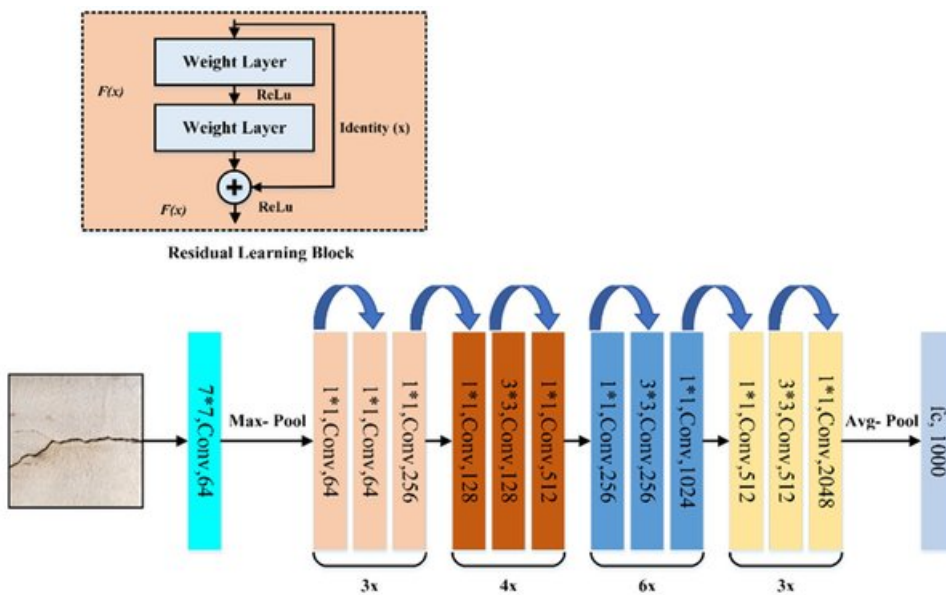 Weight Layer
F(x)
ReLu
Weight Layer
Identity (x)
F(x)
ReLu
Residual Learning Block
7*7,Conv,64
Max- Pool
1*1,Conv,64
1*1,Conv,64
1*1,Conv,256
1*1,Conv,128
3*3,Conv,128
1*1,Conv,512
1*1,Conv,256
3*3,Conv,256
1*1,Conv,1024
1*1,Conv,512
3*3,Conv,512
1*1,Conv,2048
Avg- Pool
fc, 1000
3x
4x
6x
3x